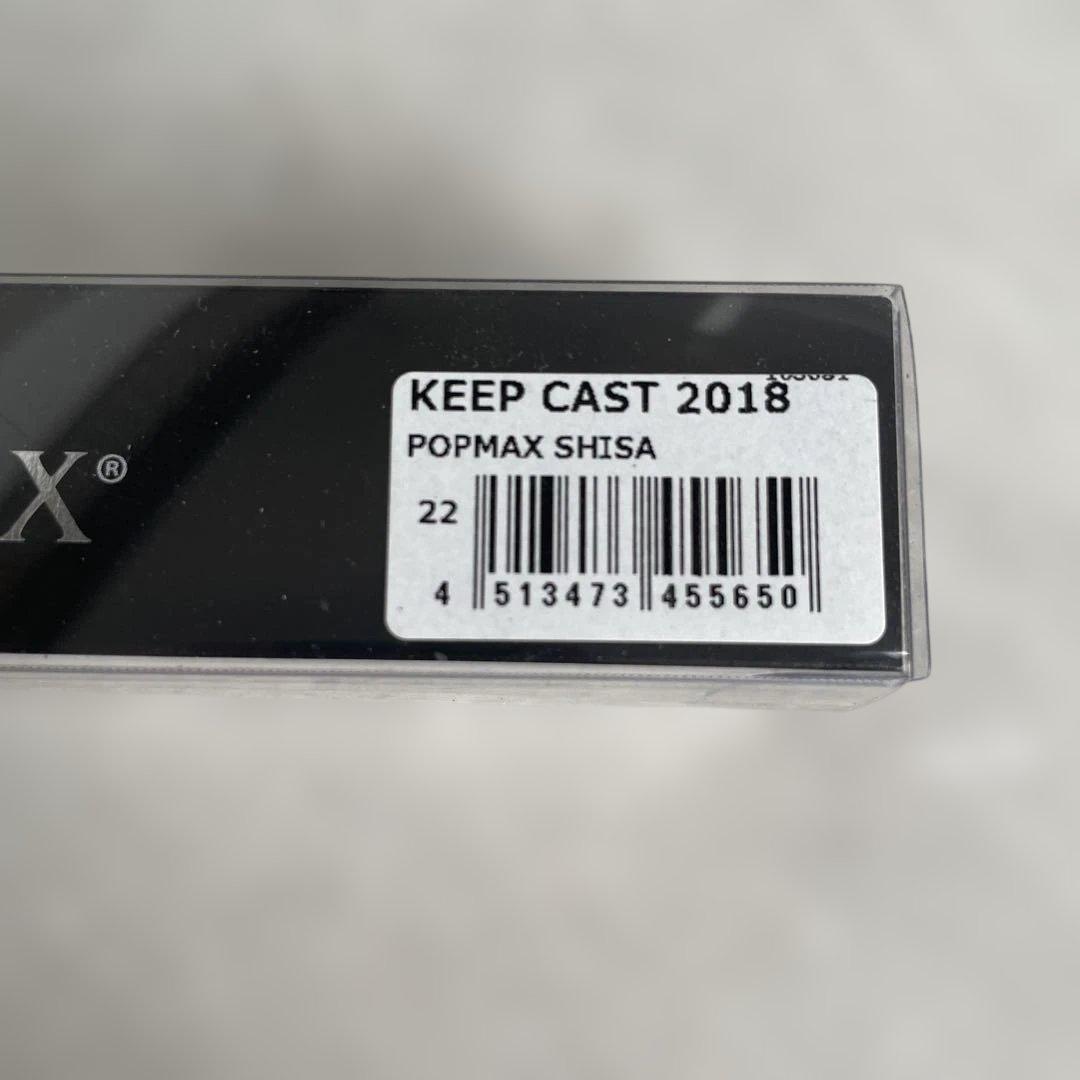 X®
KEEP CAST 2018
POPMAX SHISA
22
4 513473 455650